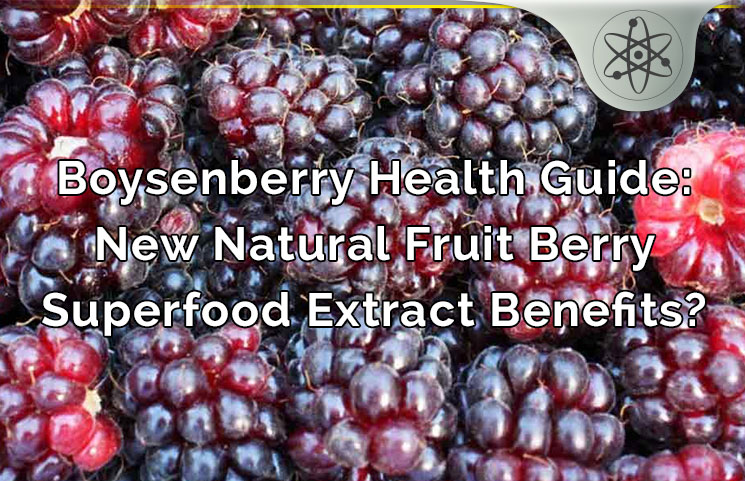 Boysenberry Health Guide:
New Natural Fruit Berry
Superfood Extract Benefits?